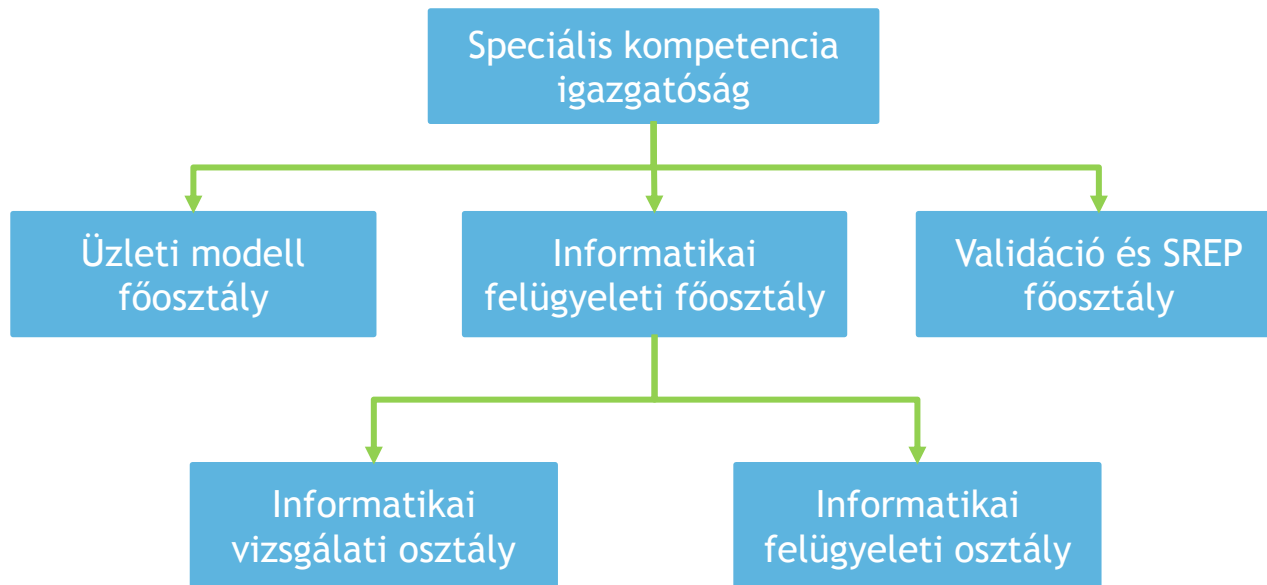 Speciális kompetencia
igazgatóság
Üzleti modell
főosztály
Informatikai
felügyeleti főosztály
Validáció és SREP
főosztály
Informatikai
vizsgálati osztály
Informatikai
felügyeleti osztály